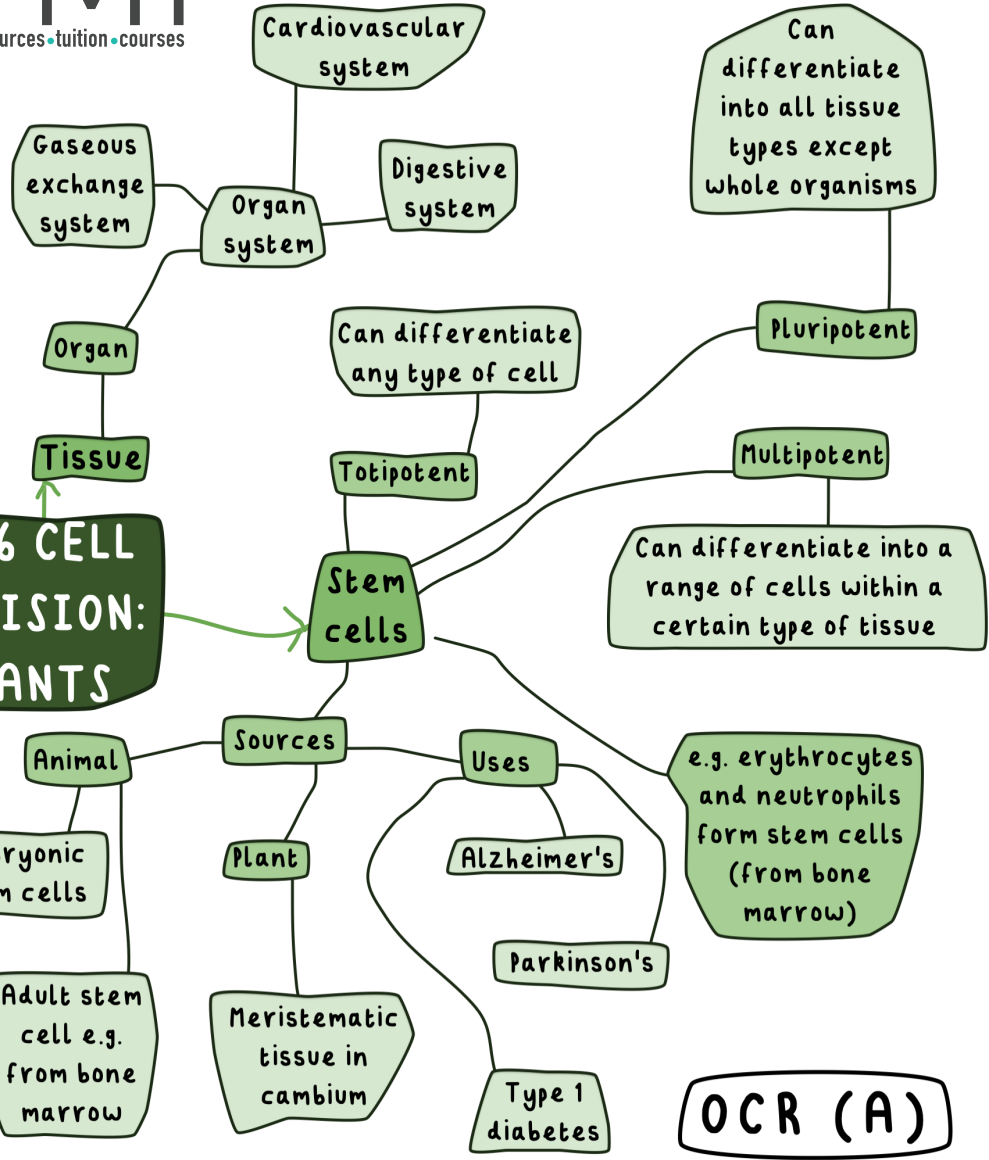 tuition•courses
Cardiovascular
system
Can
differentiate
into all tissue
types except
whole organisms
Gaseous
exchange
system
Digestive
system
Organ
system
Organ
Can differentiate
any type of cell
Pluripotent
Tissue
Totipotent
Multipotent
Can differentiate into a
range of cells within a
certain type of tissue
6 CELL
ISION:
ANTS
Stem
cells
Sources
Animal
Uses
e.g. erythrocytes
and neutrophils
form stem cells
(from bone
marrow)
ryonic
cells
Plant
Alzheimer's
Parkinson's
Adult stem
cell e.g.
from bone
marrow
Meristematic
tissue in
cambium
Type 1
diabetes
OCR (A)